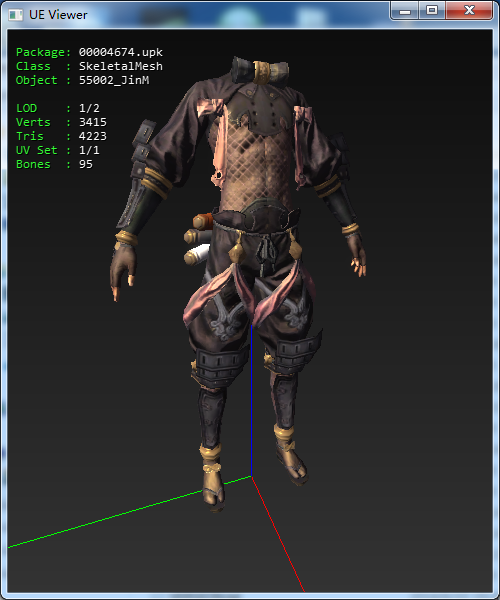 UE Viewer
Package: 00004674.upk
Class : SkeletalMesh
Object : 55002_JinM
LOD : 1/2
Verts : 3415
Tris : 4223
UV Set : 1/1
Bones : 95